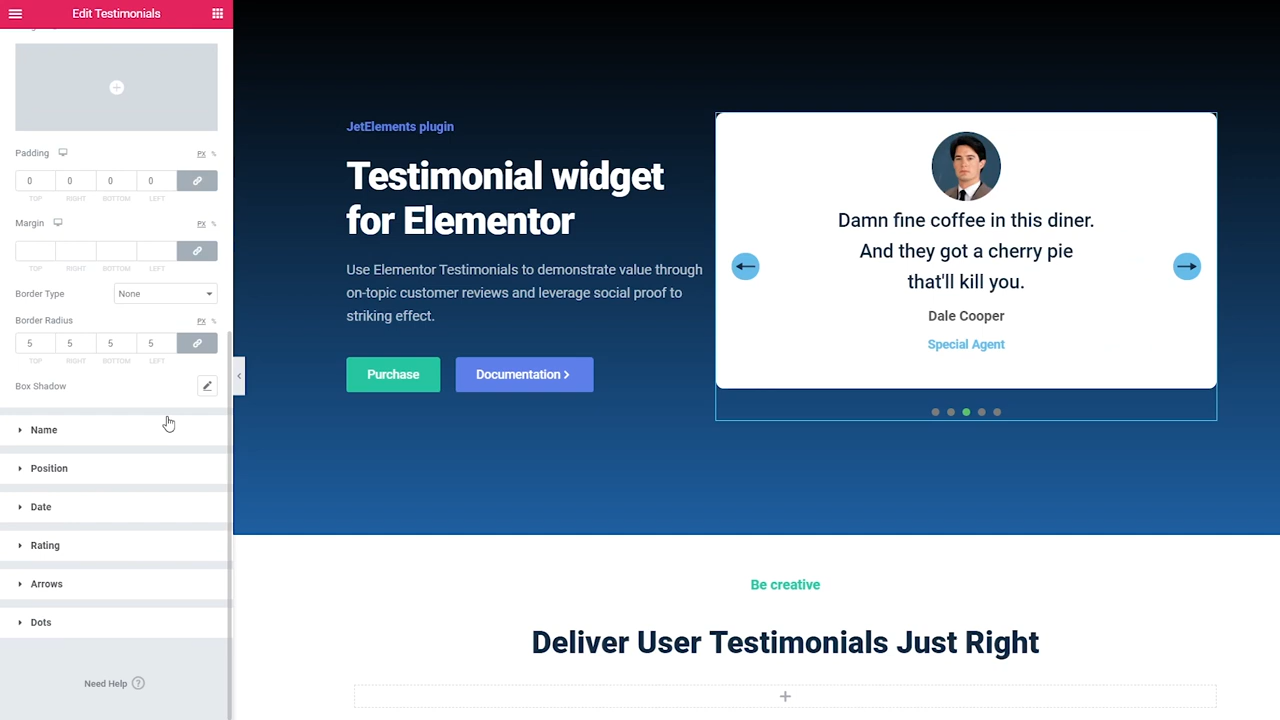 Edit Testimonials
Padding
PX %
0 0 0 0
TOP RIGHT BOTTOM LEFT
Margin
PX %
TOP RIGHT BOTTOM LEFT
Border Type
None
Border Radius
PX %
5 5 5 5
TOP RIGHT BOTTOM LEFT
Box Shadow
Name
Position
Date
Rating
Arrows
Dots
Need Help
JetElements plugin
Testimonial widget
for Elementor
Use Elementor Testimonials to demonstrate value through
on-topic customer reviews and leverage social proof to
striking effect.
Purchase
Documentation
Damn fine coffee in this diner.
And they got a cherry pie
that'll kill you.
Dale Cooper
Special Agent
Be creative
Deliver User Testimonials Just Right